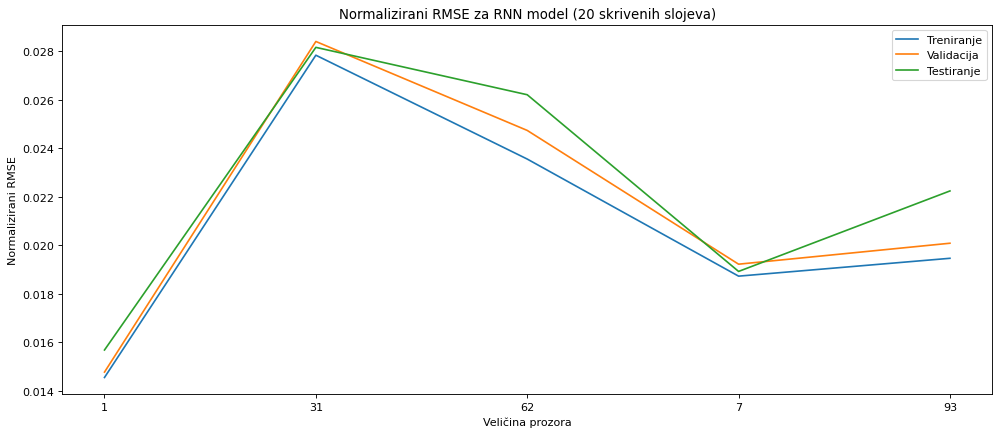 Normalizirani RMSE za RNN model (20 skrivenih slojeva)
Treniranje
Validacija
Testiranje
Normalizirani RMSE
0.028
0.026
0.024
0.022
0.020
0.018
0.016
0.014
1 31 62 7 93
Veličina prozora